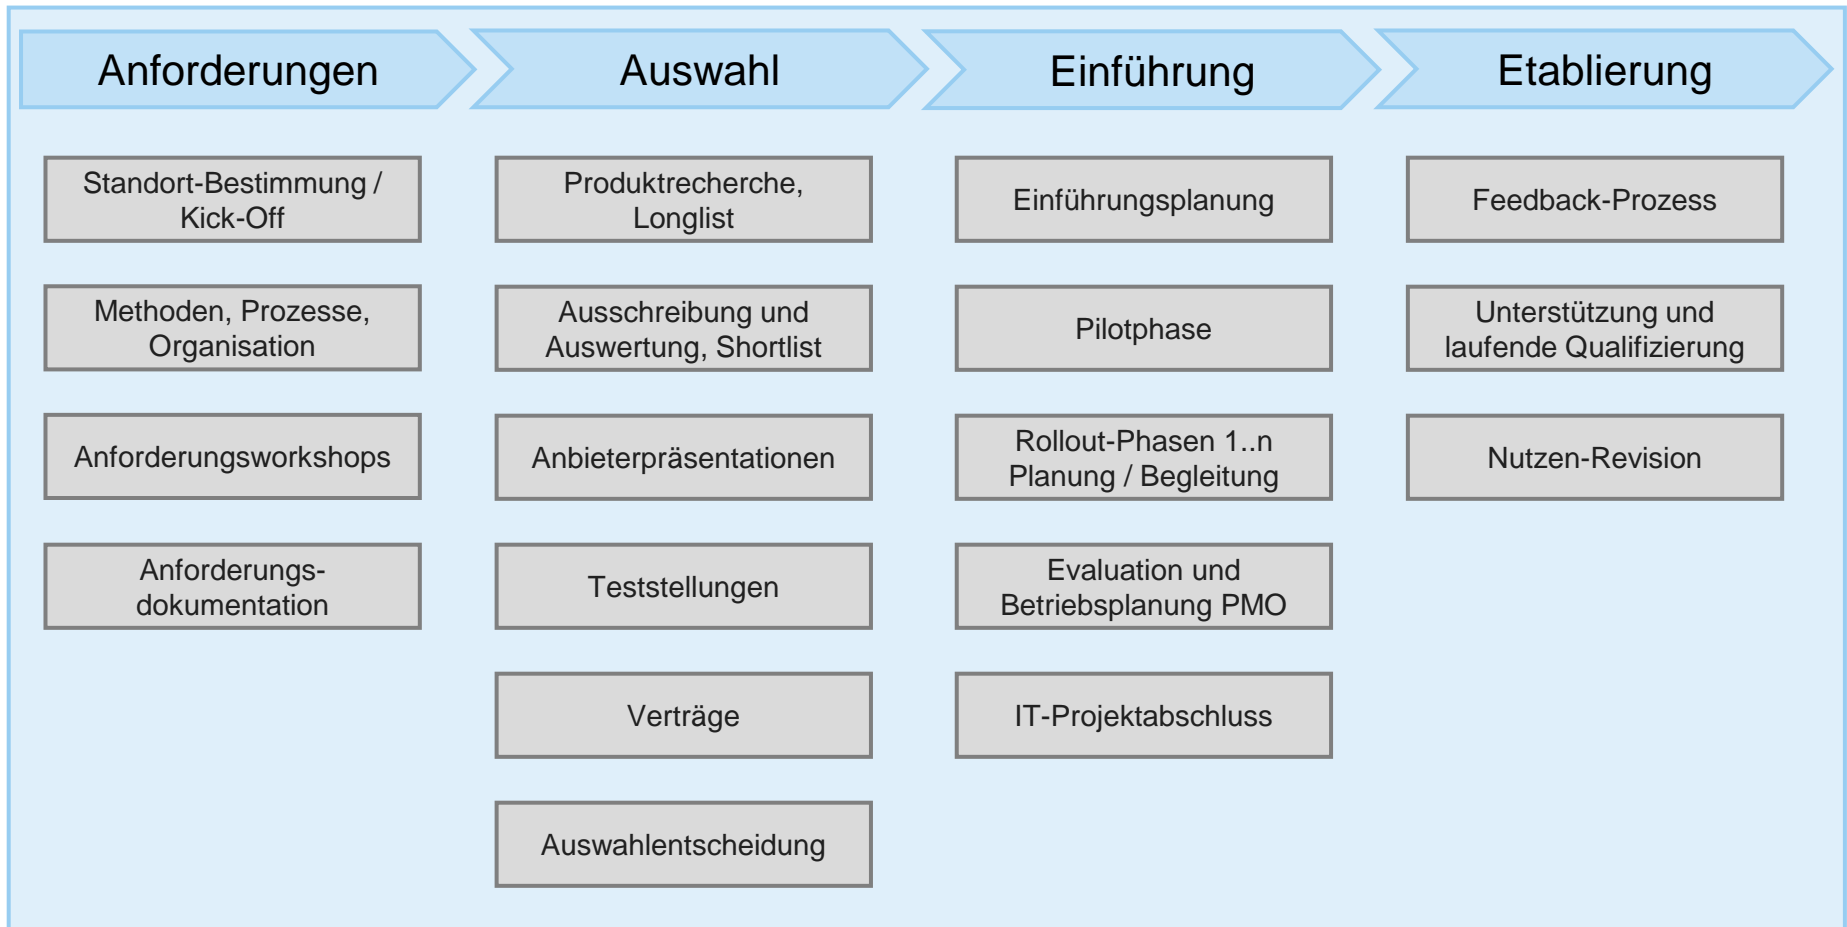 Anforderungen
Auswahl
Einführung
Etablierung
Standort-Bestimmung /
Kick-Off
Methoden, Prozesse,
Organisation
Anforderungsworkshops
Anforderungs-
dokumentation
Produktrecherche,
Longlist
Ausschreibung und
Auswertung, Shortlist
Anbieterpräsentationen
Teststellungen
Verträge
Auswahlentscheidung
Einführungsplanung
Pilotphase
Rollout-Phasen 1..n
Planung / Begleitung
Evaluation und
Betriebsplanung PMO
IT-Projektabschluss
Feedback-Prozess
Unterstützung und
laufende Qualifizierung
Nutzen-Revision